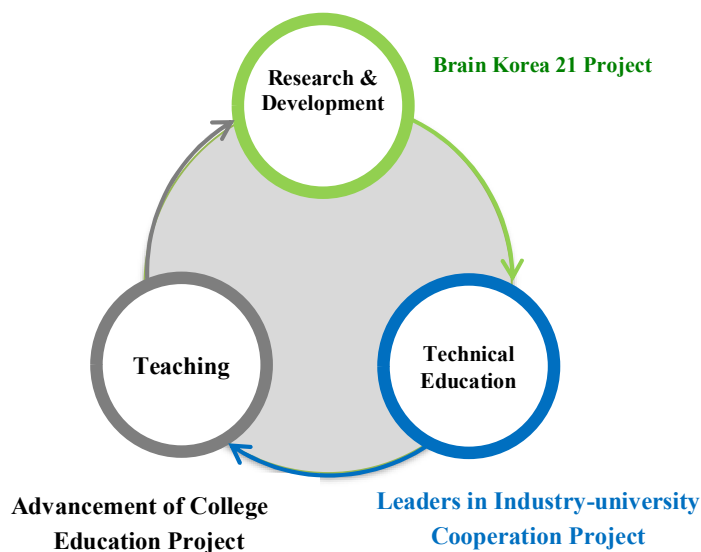 Research &
Development
Brain Korea 21 Project
Teaching
Technical
Education
Advancement of College
Education Project
Leaders in Industry-university
Cooperation Project